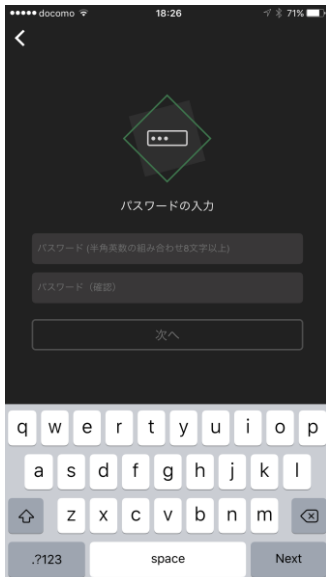 docomo 18:26 71%
パスワードの入力
パスワード (半角英数の組み合わせ8文字以上)
パスワード（確認）
次へ
q w e r t y u i o p
a s d f g h j k l
z x c v b n m
.?123 space Next